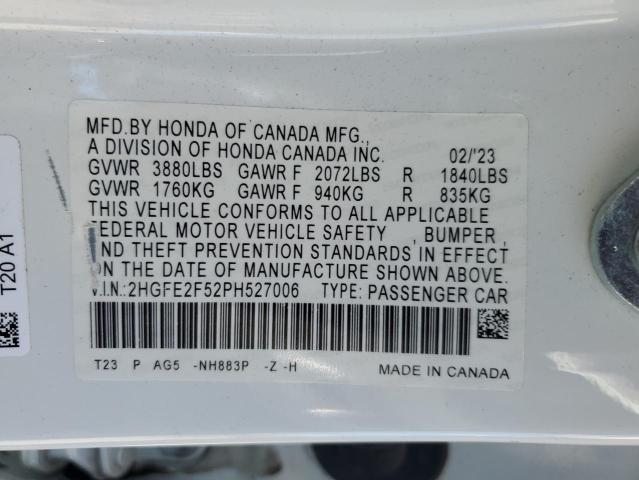 MFD.BY HONDA OF CANADA MFG.,
A DIVISION OF HONDA CANADA INC. 02/'23
GVWR 3880LBS GAWR F 2072LBS R 1840LBS
GVWR 1760KG GAWR F 940KG R 835KG
THIS VEHICLE CONFORMS TO ALL APPLICABLE
FEDERAL MOTOR VEHICLE SAFETY , BUMPER ,
AND THEFT PREVENTION STANDARDS IN EFFECT
ON THE DATE OF MANUFACTURE SHOWN ABOVE.
V.I.N.:2HGFE2F52PH527006 TYPE: PASSENGER CAR
T23 P AG5 -NH883P -Z -H MADE IN CANADA
T20 A1